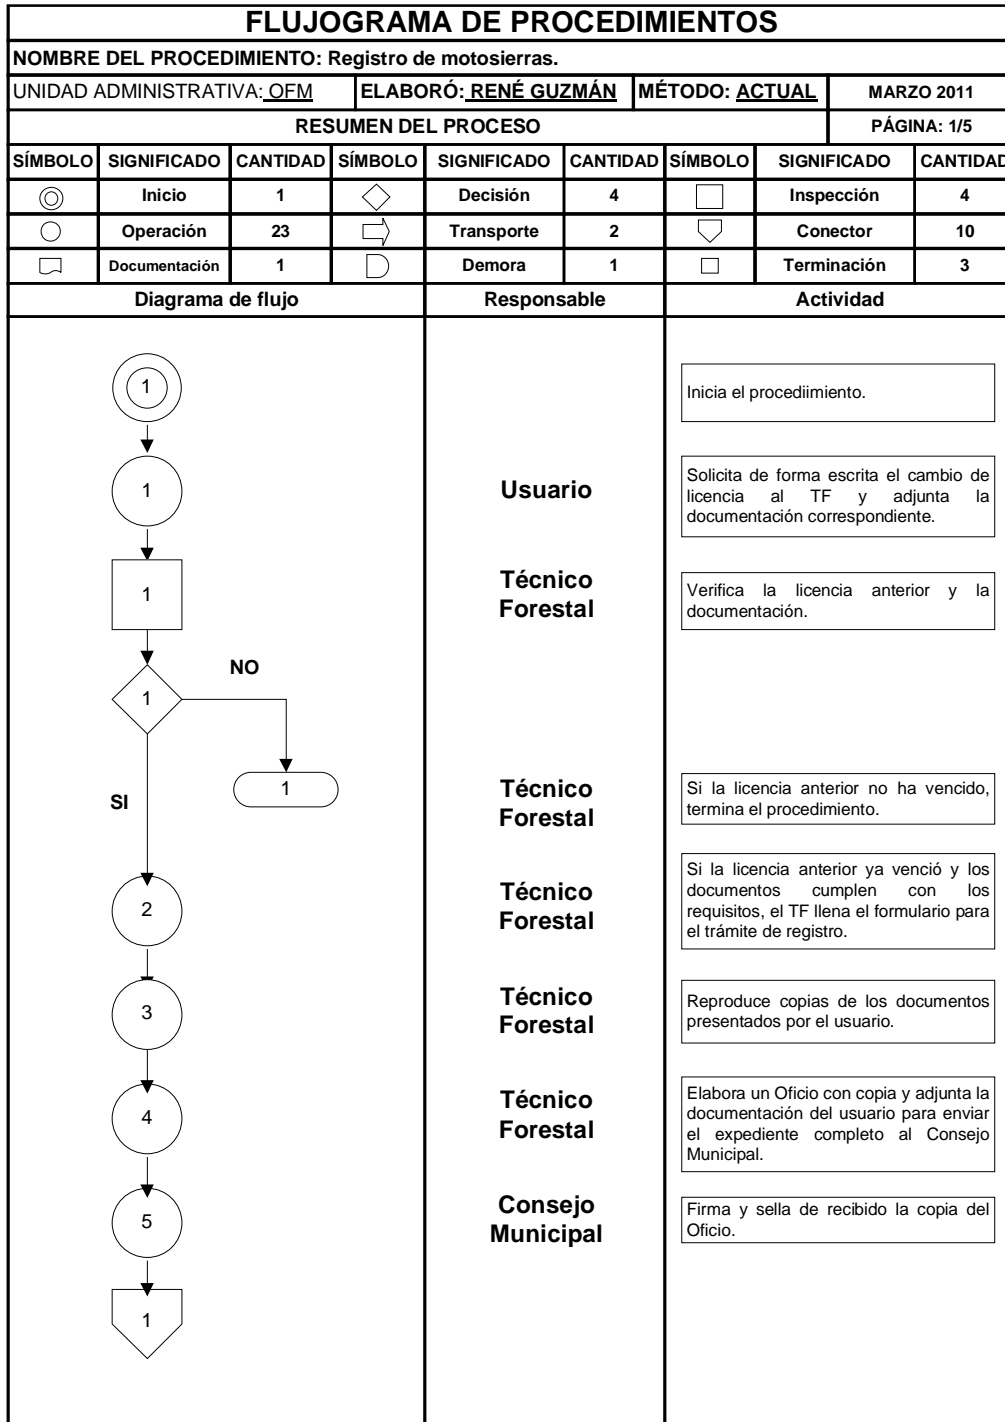 FLUJOGRAMA DE PROCEDIMIENTOS
NOMBRE DEL PROCEDIMIENTO: Registro de motosierras.
UNIDAD ADMINISTRATIVA: OFM ELABORÓ: RENÉ GUZMÁN MÉTODO: ACTUAL MARZO 2011
RESUMEN DEL PROCESO PÁGINA: 1/5
SÍMBOLO SIGNIFICADO CANTIDAD SÍMBOLO SIGNIFICADO CANTIDAD SÍMBOLO SIGNIFICADO CANTIDAD
Inicio 1 Decisión 4 Inspección 4
Operación 23 Transporte 2 Conector 10
Documentación 1 Demora 1 Terminación 3
Diagrama de flujo Responsable Actividad
1
Inicia el procediimiento.
1
Usuario
Solicita de forma escrita el cambio de
licencia al TF y adjunta la
documentación correspondiente.
1
Técnico
Forestal
Verifica la licencia anterior y la
documentación.
1
NO
SI
1
Técnico
Forestal
Si la licencia anterior no ha vencido,
termina el procedimiento.
2
Técnico
Forestal
Si la licencia anterior ya venció y los
documentos cumplen con los
requisitos, el TF llena el formulario para
el trámite de registro.
3
Técnico
Forestal
Reproduce copias de los documentos
presentados por el usuario.
4
Técnico
Forestal
Elabora un Oficio con copia y adjunta la
documentación del usuario para enviar
el expediente completo al Consejo
Municipal.
5
Consejo
Municipal
Firma y sella de recibido la copia del
Oficio.
1